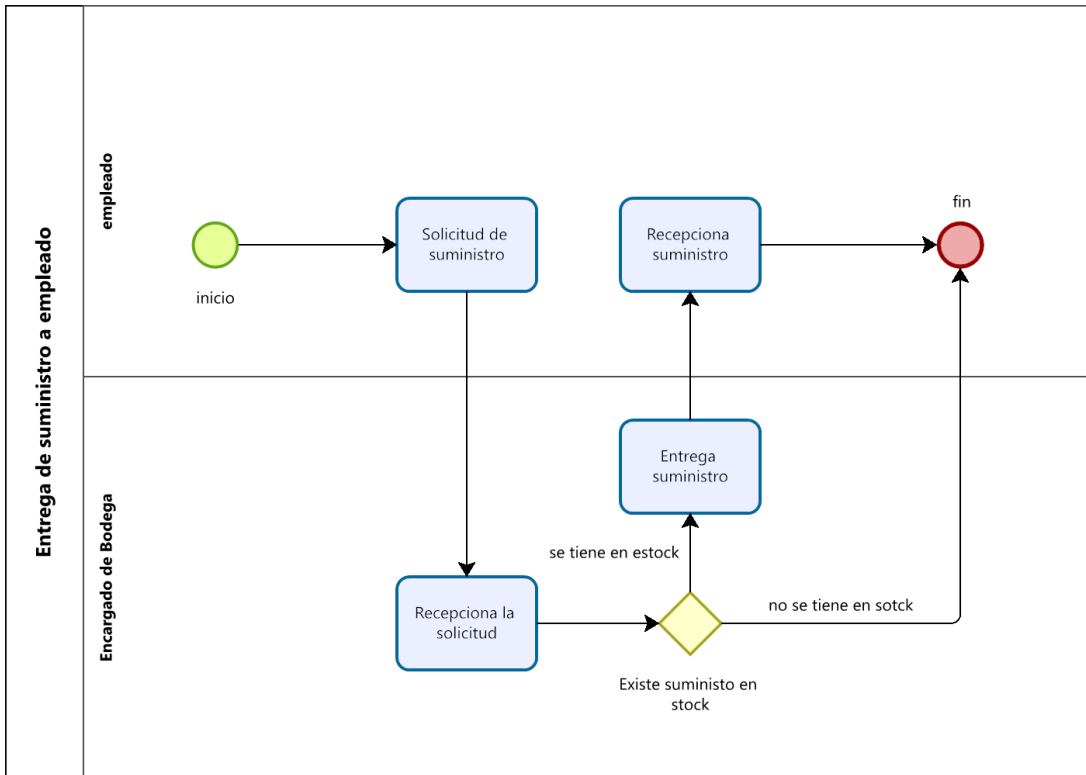 Entrega de suministro a empleado
empleado
inicio
Solicitud de
suministro
Recepciona
suministro
fin
Encargado de Bodega
Entrega
suministro
se tiene en estock
Recepciona la
solicitud
no se tiene en sotck
Existe suministo en
stock